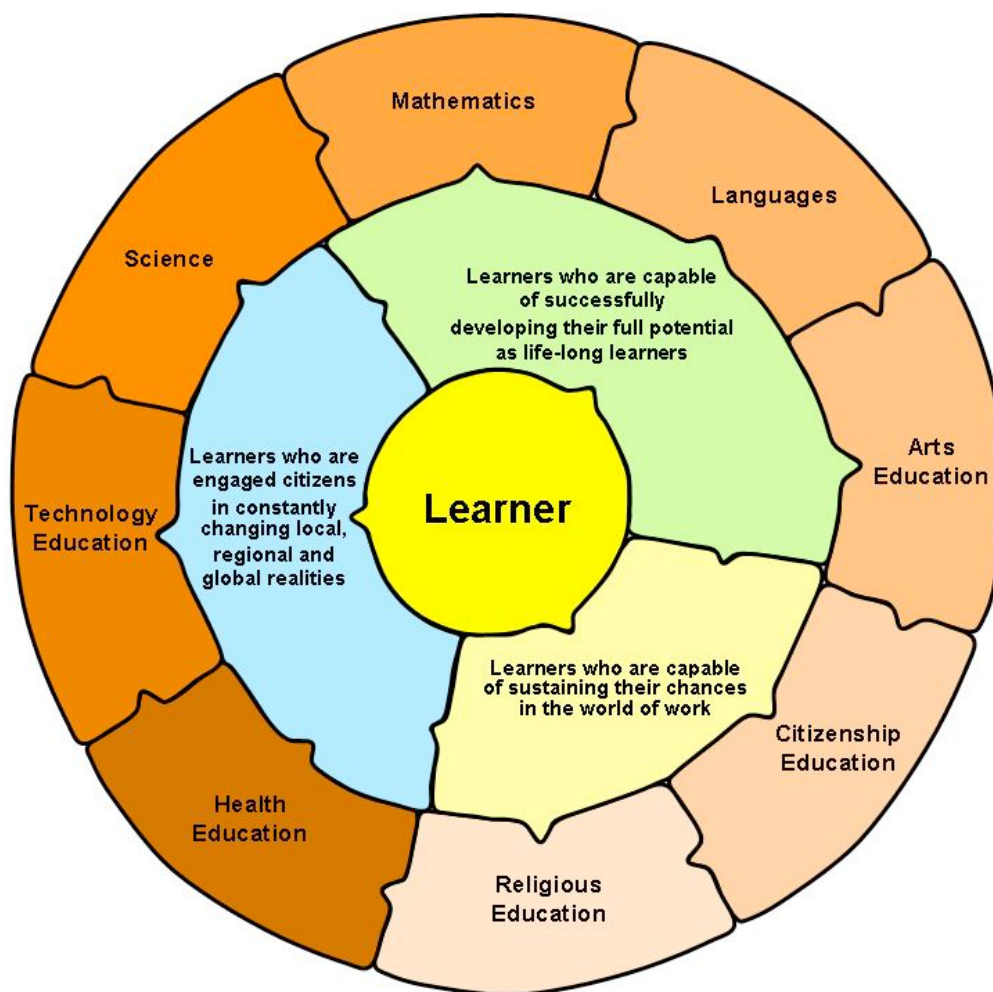 Mathematics
Languages
Arts
Education
Citizenship
Education
Religious
Education
Health
Education
Technology
Education
Science
Learners who are capable
of successfully
developing their full potential
as life-long learners
Learners who are capable
of sustaining their chances
in the world of work
Learners who are
engaged citizens
in constantly
changing local,
regional and
global realities
Learner